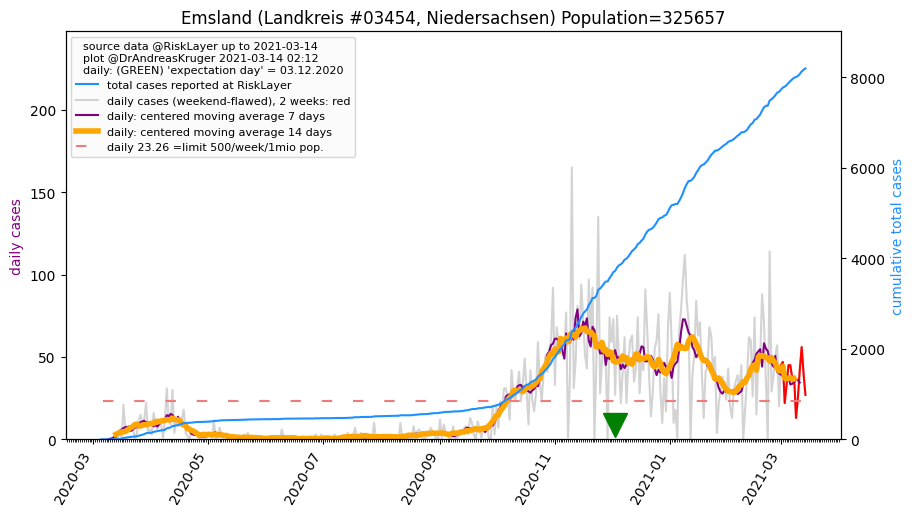 Emsland (Landkreis #03454, Niedersachsen) Population=325657
source data @RiskLayer up to 2021-03-14
plot @DrAndreasKruger 2021-03-14 02:12
daily: (GREEN) 'expectation day' = 03.12.2020
total cases reported at RiskLayer
daily cases (weekend-flawed), 2 weeks: red
daily: centered moving average 7 days
daily: centered moving average 14 days
daily 23.26 =limit 500/week/1mio pop.
daily cases
0
50
100
150
200
cumulative total cases
0
2000
4000
6000
8000
2020-03
2020-05
2020-07
2020-09
2020-11
2021-01
2021-03